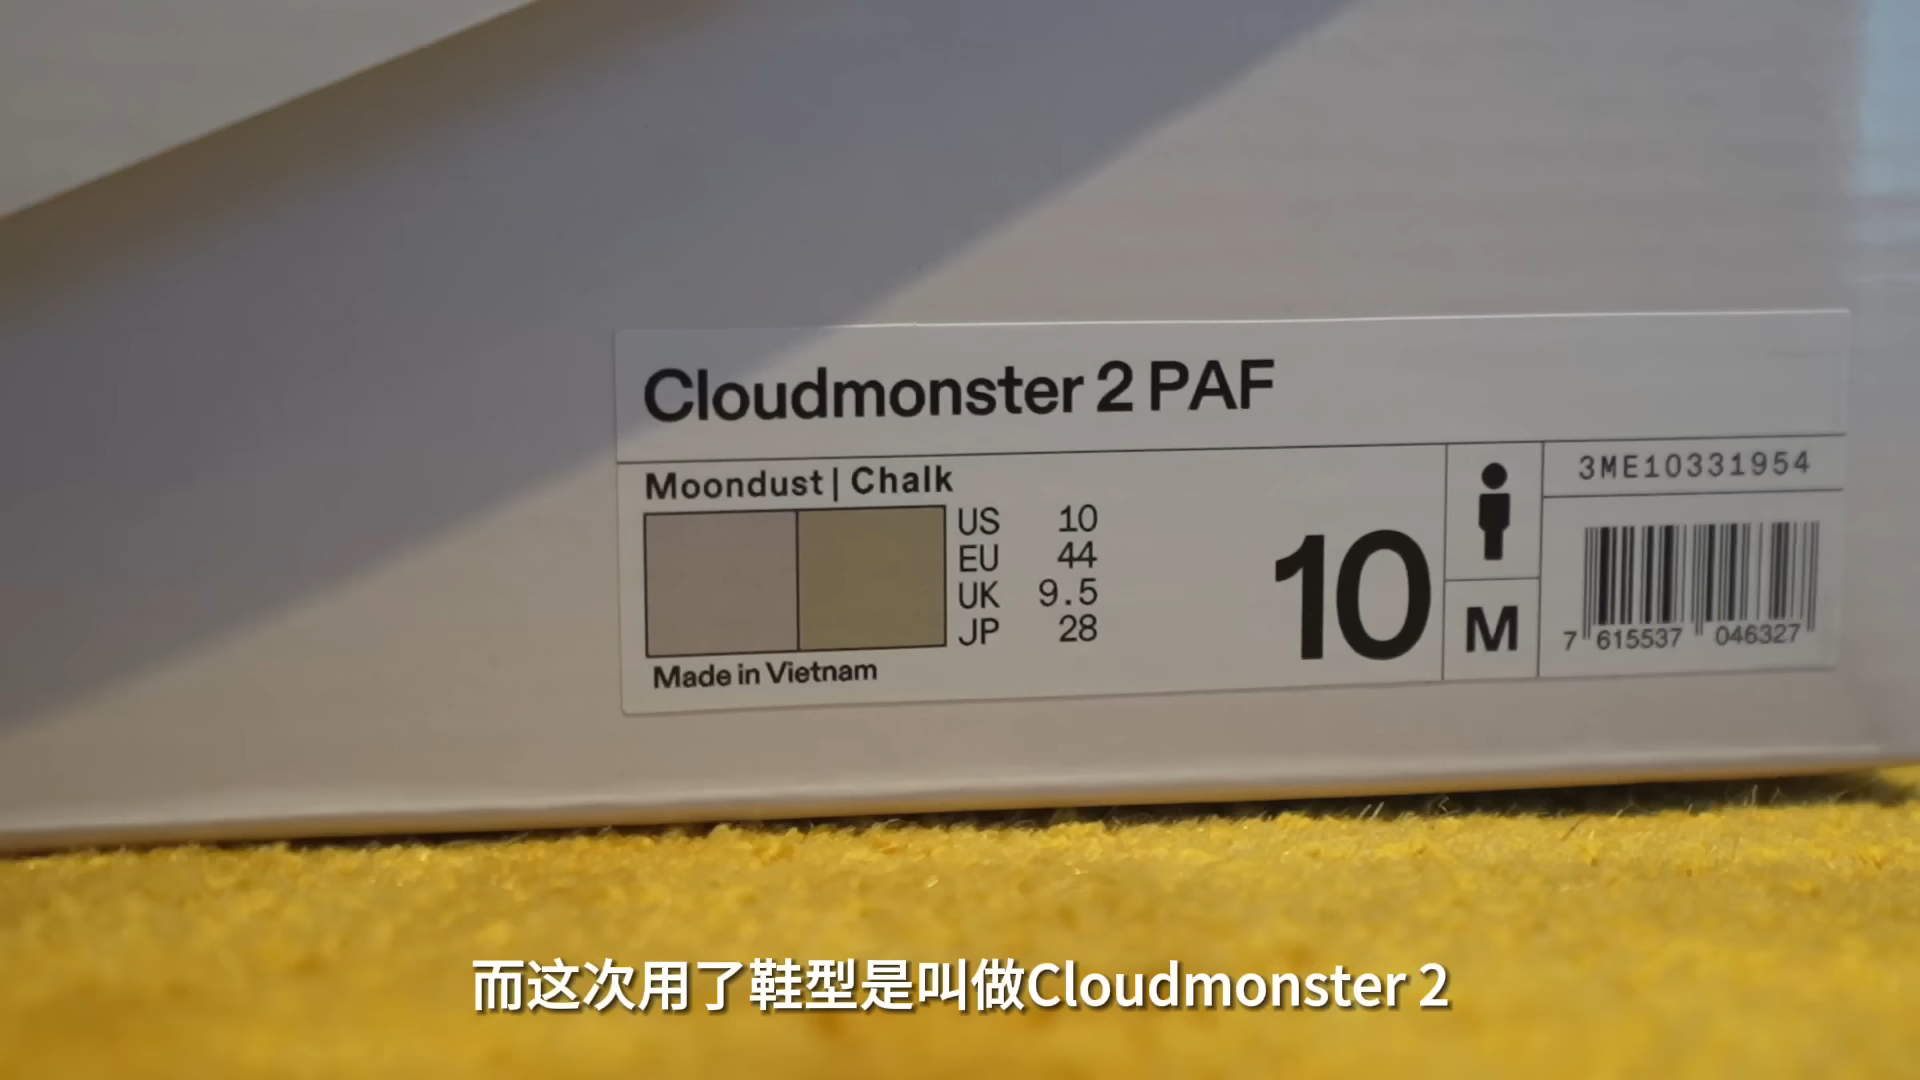 Cloudmonster 2 PAF
Moondust | Chalk
US 10
EU 44
UK 9.5
JP 28
Made in Vietnam
10
M
3ME10331954
7 615537 046327
而这次用了鞋型是叫做Cloudmonster 2